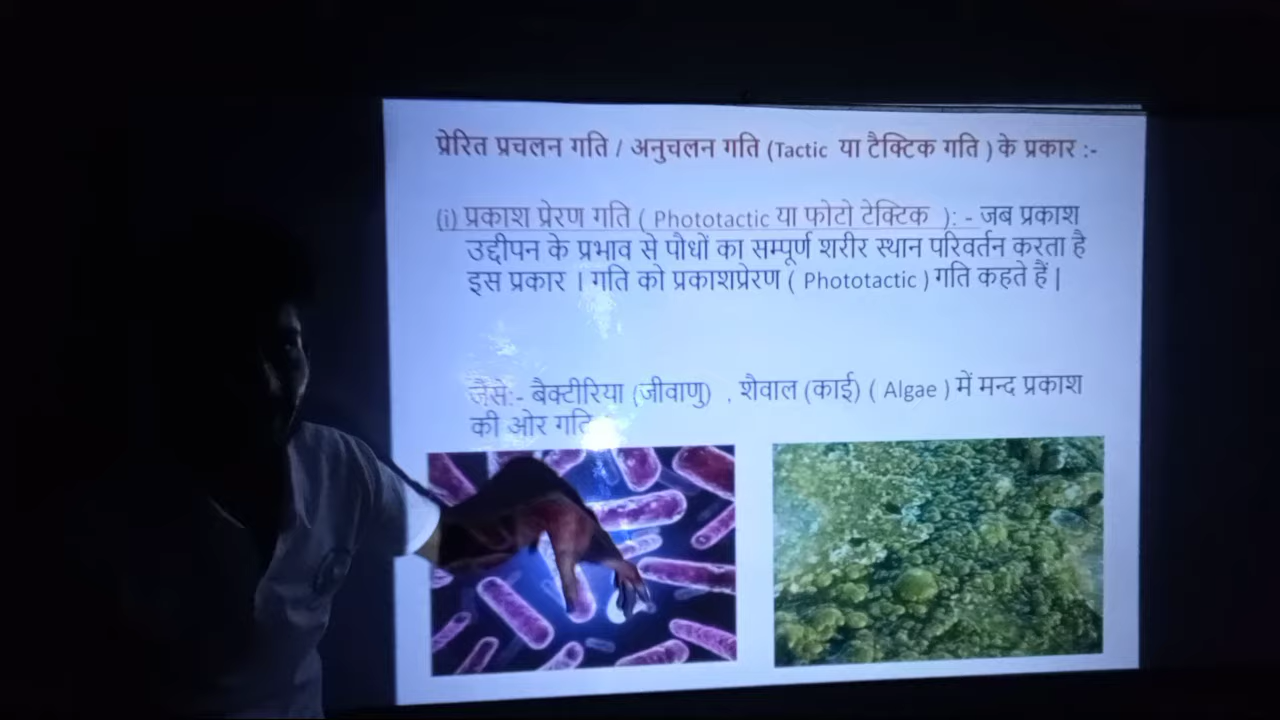 प्रेरित प्रचलन गति / अनुचलन गति (Tactic या टैक्टिक गति ) के प्रकार :-
(i) प्रकाश प्रेरण गति ( Phototactic या फोटो टेक्टिक ): - जब प्रकाश
उद्दीपन के प्रभाव से पौधों का सम्पूर्ण शरीर स्थान परिवर्तन करता है
इस प्रकार । गति को प्रकाशप्रेरण ( Phototactic ) गति कहते हैं |
जैसे:- बैक्टीरिया (जीवाणु) , शैवाल (काई) ( Algae ) में मन्द प्रकाश
की ओर गति